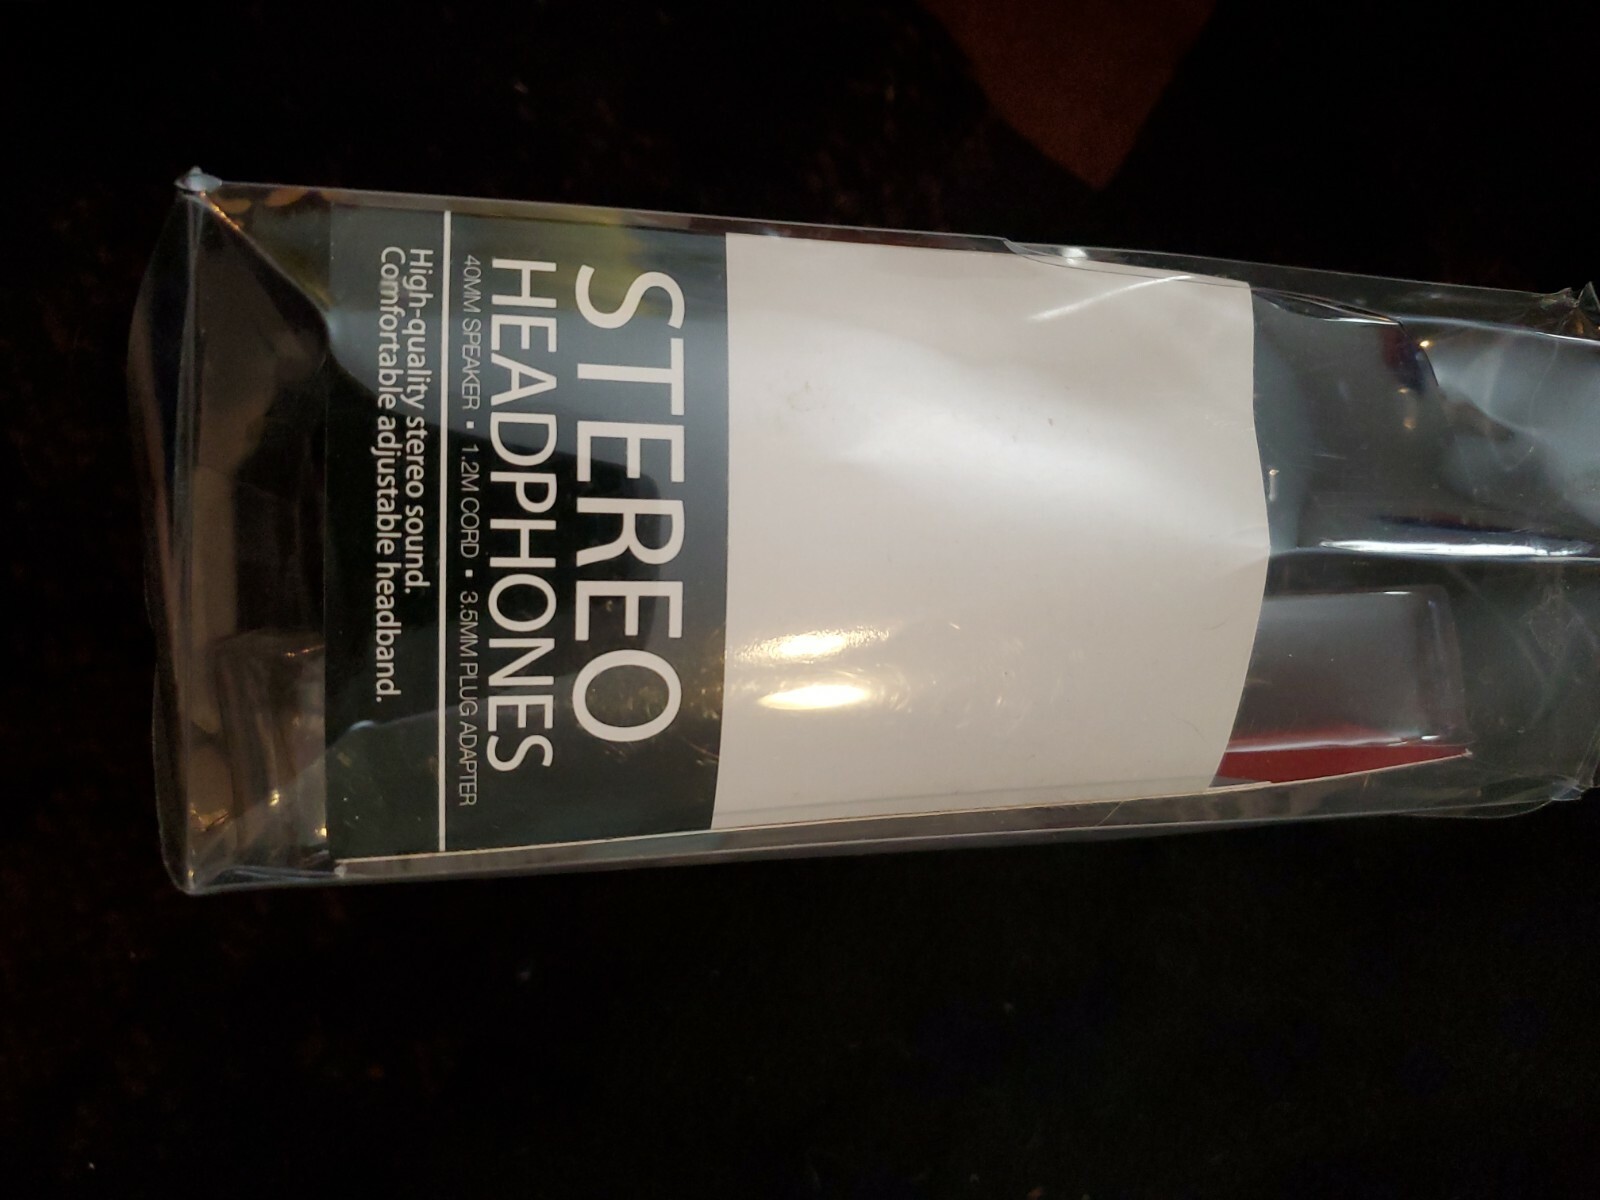 STEREO
HEADPHONES
40MM SPEAKER ▪ 1.2M CORD ▪ 3.5MM PLUG ADAPTER
High-quality stereo sound.
Comfortable adjustable headband.